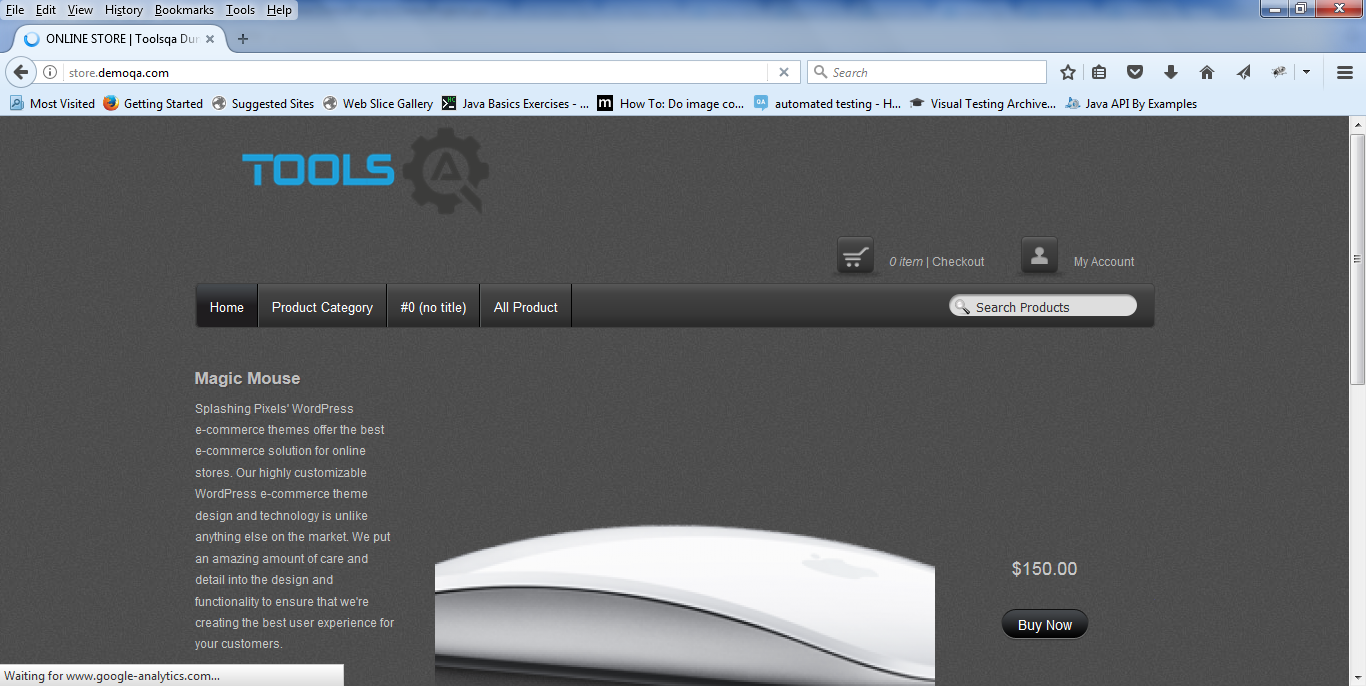 File Edit View History Bookmarks Tools Help
ONLINE STORE | Toolsqa Du
store.demoqa.com
Search
Most Visited Getting Started Suggested Sites Web Slice Gallery Java Basics Exercises - ... m How To: Do image co... QA automated testing - H... Visual Testing Archive... Java API By Examples
TOOLS QA
0 item | Checkout My Account
Home Product Category #0 (no title) All Product Search Products
Magic Mouse
Splashing Pixels' WordPress
e-commerce themes offer the best
e-commerce solution for online
stores. Our highly customizable
WordPress e-commerce theme
design and technology is unlike
anything else on the market. We put
an amazing amount of care and
detail into the design and
functionality to ensure that we're
creating the best user experience for
your customers.
$150.00
Buy Now
Waiting for www.google-analytics.com...